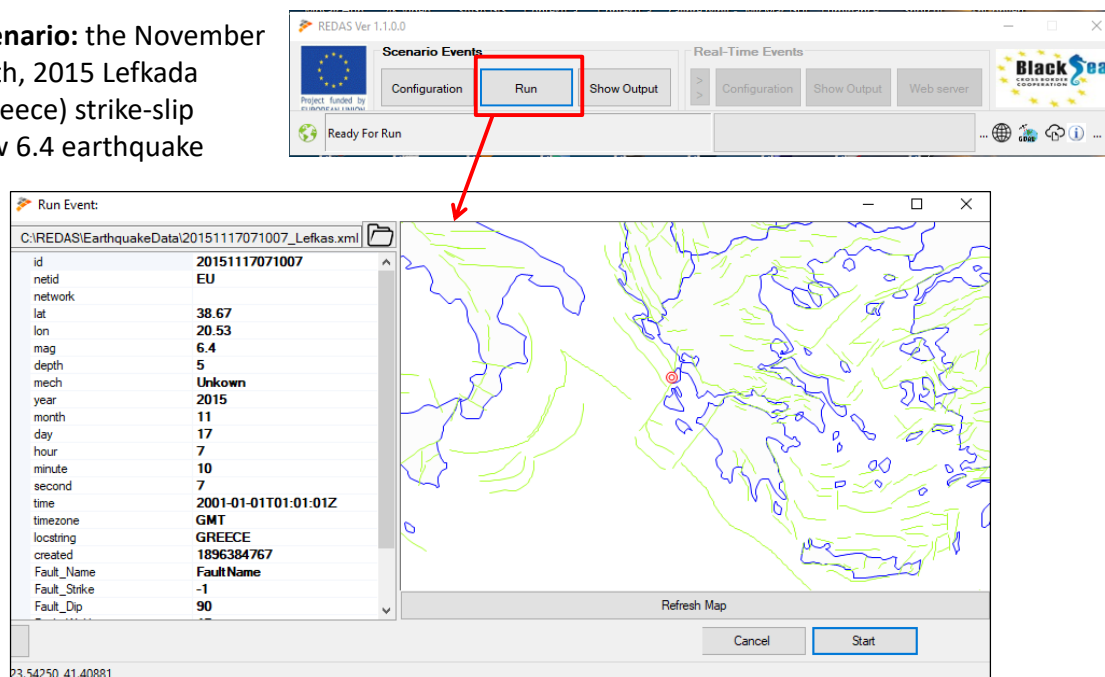 enario: the November
th, 2015 Lefkada
eece) strike-slip
w 6.4 earthquake
REDAS Ver 1.1.0.0
Scenario Events
Real-Time Events
Configuration
Run
Show Output
>
>
Configuration
Show Output
Web server
Project funded by
EUROPEAN UNION
Black Sea
CROSS BORDER
COOPERATION
Ready For Run
...
GDAL
...
Run Event:
C:\REDAS\EarthquakeData\20151117071007_Lefkas.xml
id 20151117071007
netid EU
network
lat 38.67
lon 20.53
mag 6.4
depth 5
mech Unkown
year 2015
month 11
day 17
hour 7
minute 10
second 7
time 2001-01-01T01:01:01Z
timezone GMT
locstring GREECE
created 1896384767
Fault_Name FaultName
Fault_Strike -1
Fault_Dip 90
Refresh Map
Cancel
Start
23.54250, 41.40881